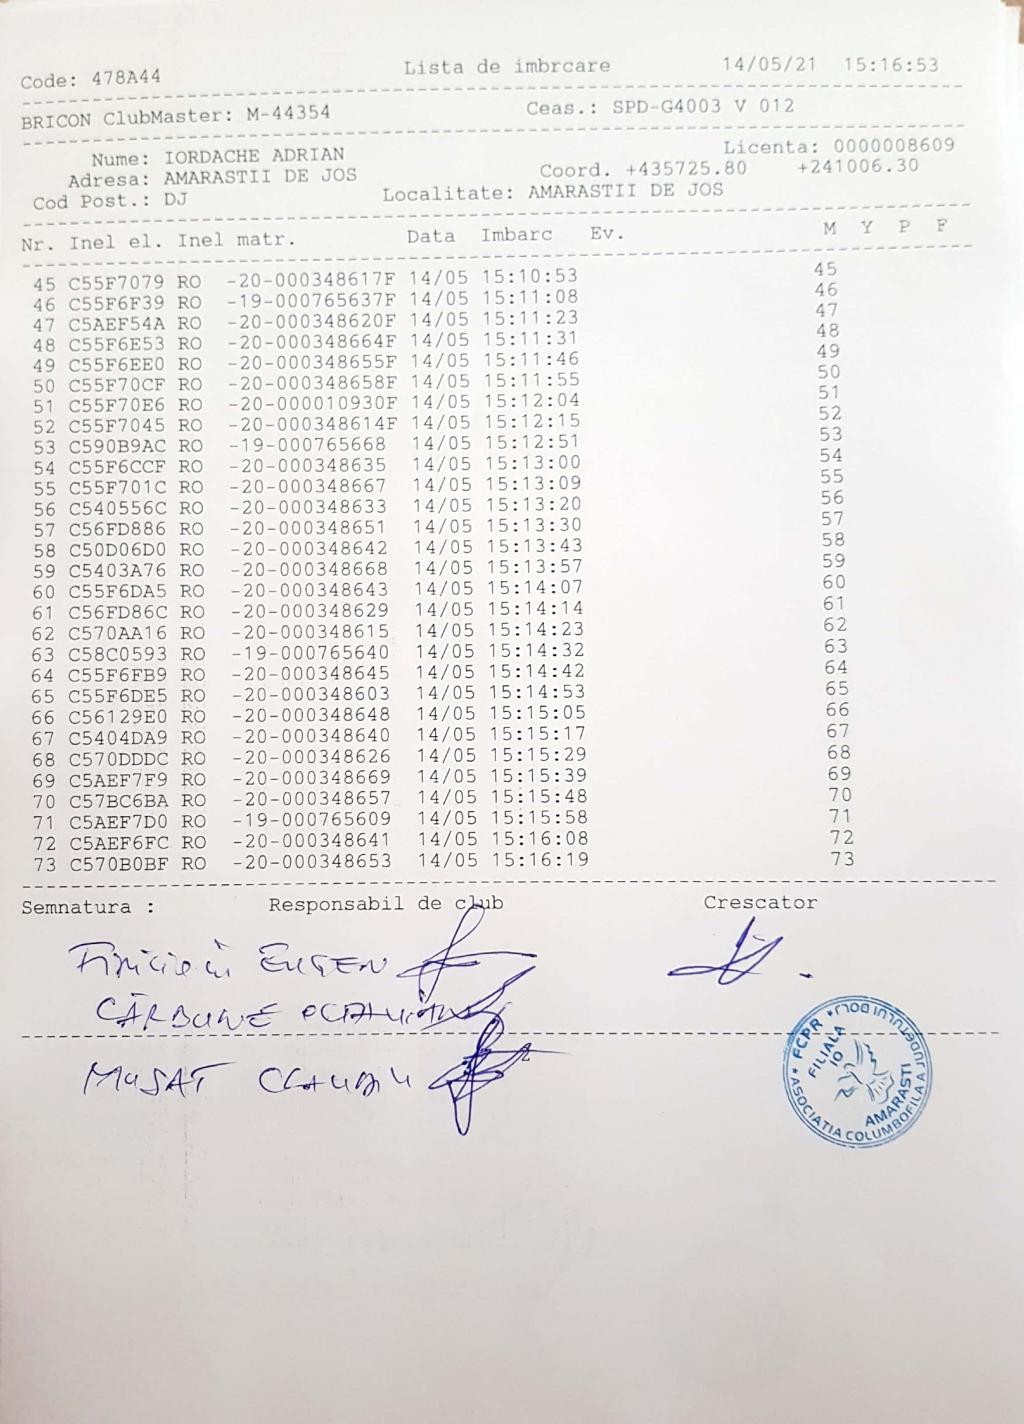 Code: 478A44 Lista de imbrcare 14/05/21 15:16:53
BRICON ClubMaster: M-44354 Ceas.: SPD-G4003 V 012
Nume: IORDACHE ADRIAN Licenta: 0000008609
Adresa: AMARASTII DE JOS Coord. +435725.80 +241006.30
Cod Post.: DJ Localitate: AMARASTII DE JOS
Nr. Inel el. Inel matr. Data Imbarc Ev. M Y P F
45 C55F7079 RO -20-000348617F 14/05 15:10:53 45
46 C55F6F39 RO -19-000765637F 14/05 15:11:08 46
47 C5AEF54A RO -20-000348620F 14/05 15:11:23 47
48 C55F6E53 RO -20-000348664F 14/05 15:11:31 48
49 C55F6EE0 RO -20-000348655F 14/05 15:11:46 49
50 C55F70CF RO -20-000348658F 14/05 15:11:55 50
51 C55F70E6 RO -20-000010930F 14/05 15:12:04 51
52 C55F7045 RO -20-000348614F 14/05 15:12:15 52
53 C590B9AC RO -19-000765668 14/05 15:12:51 53
54 C55F6CCF RO -20-000348635 14/05 15:13:00 54
55 C55F701C RO -20-000348667 14/05 15:13:09 55
56 C540556C RO -20-000348633 14/05 15:13:20 56
57 C56FD886 RO -20-000348651 14/05 15:13:30 57
58 C50D06D0 RO -20-000348642 14/05 15:13:43 58
59 C5403A76 RO -20-000348668 14/05 15:13:57 59
60 C55F6DA5 RO -20-000348643 14/05 15:14:07 60
61 C56FD86C RO -20-000348629 14/05 15:14:14 61
62 C570AA16 RO -20-000348615 14/05 15:14:23 62
63 C58C0593 RO -19-000765640 14/05 15:14:32 63
64 C55F6FB9 RO -20-000348645 14/05 15:14:42 64
65 C55F6DE5 RO -20-000348603 14/05 15:14:53 65
66 C56129E0 RO -20-000348648 14/05 15:15:05 66
67 C5404DA9 RO -20-000348640 14/05 15:15:17 67
68 C570DDDC RO -20-000348626 14/05 15:15:29 68
69 C5AEF7F9 RO -20-000348669 14/05 15:15:39 69
70 C57BC6BA RO -20-000348657 14/05 15:15:48 70
71 C5AEF7D0 RO -19-000765609 14/05 15:15:58 71
72 C5AEF6FC RO -20-000348641 14/05 15:16:08 72
73 C570B0BF RO -20-000348653 14/05 15:16:19 73
Semnatura : Responsabil de club Crescator
EUGEN
CĂRBUNE OCTAVIAN
MUSAT CLAUDIU
ASOCIATIA COLUMBOFILA A JUDETULUI DOLJ * FCPR *
FILIALA
10
AMARASTI